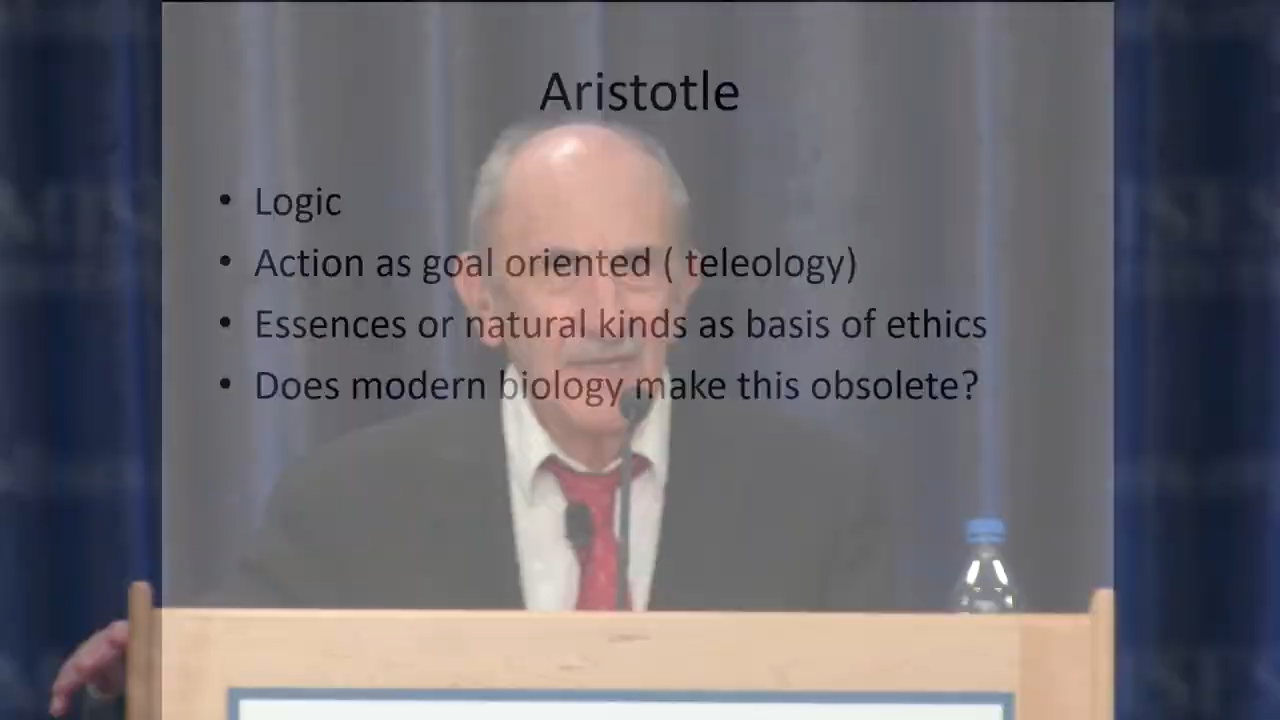 Aristotle
• Logic
• Action as goal oriented ( teleology)
• Essences or natural kinds as basis of ethics
• Does modern biology make this obsolete?